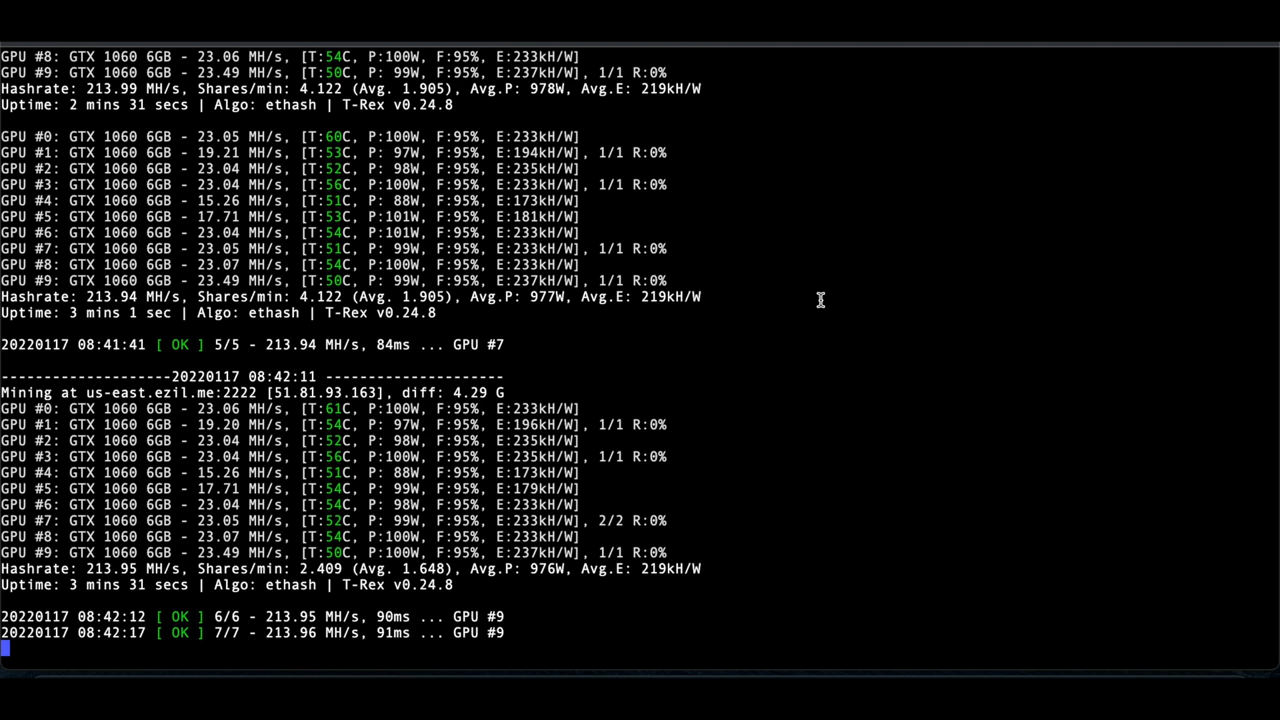 GPU #8: GTX 1060 6GB - 23.06 MH/s, [T:54C, P:100W, F:95%, E:233kH/W]
GPU #9: GTX 1060 6GB - 23.49 MH/s, [T:50C, P: 99W, F:95%, E:237kH/W], 1/1 R:0%
Hashrate: 213.99 MH/s, Shares/min: 4.122 (Avg. 1.905), Avg.P: 978W, Avg.E: 219kH/W
Uptime: 2 mins 31 secs | Algo: ethash | T-Rex v0.24.8
GPU #0: GTX 1060 6GB - 23.05 MH/s, [T:60C, P:100W, F:95%, E:233kH/W]
GPU #1: GTX 1060 6GB - 19.21 MH/s, [T:53C, P: 97W, F:95%, E:194kH/W], 1/1 R:0%
GPU #2: GTX 1060 6GB - 23.04 MH/s, [T:52C, P: 98W, F:95%, E:235kH/W]
GPU #3: GTX 1060 6GB - 23.04 MH/s, [T:56C, P:100W, F:95%, E:233kH/W], 1/1 R:0%
GPU #4: GTX 1060 6GB - 15.26 MH/s, [T:51C, P: 88W, F:95%, E:173kH/W]
GPU #5: GTX 1060 6GB - 17.71 MH/s, [T:53C, P:101W, F:95%, E:181kH/W]
GPU #6: GTX 1060 6GB - 23.04 MH/s, [T:54C, P:101W, F:95%, E:233kH/W]
GPU #7: GTX 1060 6GB - 23.05 MH/s, [T:51C, P: 99W, F:95%, E:233kH/W], 1/1 R:0%
GPU #8: GTX 1060 6GB - 23.07 MH/s, [T:54C, P:100W, F:95%, E:233kH/W]
GPU #9: GTX 1060 6GB - 23.49 MH/s, [T:50C, P: 99W, F:95%, E:237kH/W], 1/1 R:0%
Hashrate: 213.94 MH/s, Shares/min: 4.122 (Avg. 1.905), Avg.P: 977W, Avg.E: 219kH/W
Uptime: 3 mins 1 sec | Algo: ethash | T-Rex v0.24.8
20220117 08:41:41 [ OK ] 5/5 - 213.94 MH/s, 84ms ... GPU #7
--------------------20220117 08:42:11 ---------------------
Mining at us-east.ezil.me:2222 [51.81.93.163], diff: 4.29 G
GPU #0: GTX 1060 6GB - 23.06 MH/s, [T:61C, P:100W, F:95%, E:233kH/W]
GPU #1: GTX 1060 6GB - 19.20 MH/s, [T:54C, P: 97W, F:95%, E:196kH/W], 1/1 R:0%
GPU #2: GTX 1060 6GB - 23.04 MH/s, [T:52C, P: 98W, F:95%, E:235kH/W]
GPU #3: GTX 1060 6GB - 23.04 MH/s, [T:56C, P:100W, F:95%, E:235kH/W], 1/1 R:0%
GPU #4: GTX 1060 6GB - 15.26 MH/s, [T:51C, P: 88W, F:95%, E:173kH/W]
GPU #5: GTX 1060 6GB - 17.71 MH/s, [T:54C, P: 99W, F:95%, E:179kH/W]
GPU #6: GTX 1060 6GB - 23.04 MH/s, [T:54C, P: 98W, F:95%, E:233kH/W]
GPU #7: GTX 1060 6GB - 23.05 MH/s, [T:52C, P: 99W, F:95%, E:233kH/W], 2/2 R:0%
GPU #8: GTX 1060 6GB - 23.07 MH/s, [T:54C, P:100W, F:95%, E:233kH/W]
GPU #9: GTX 1060 6GB - 23.49 MH/s, [T:50C, P:100W, F:95%, E:237kH/W], 1/1 R:0%
Hashrate: 213.95 MH/s, Shares/min: 2.409 (Avg. 1.648), Avg.P: 976W, Avg.E: 219kH/W
Uptime: 3 mins 31 secs | Algo: ethash | T-Rex v0.24.8
20220117 08:42:12 [ OK ] 6/6 - 213.95 MH/s, 90ms ... GPU #9
20220117 08:42:17 [ OK ] 7/7 - 213.96 MH/s, 91ms ... GPU #9